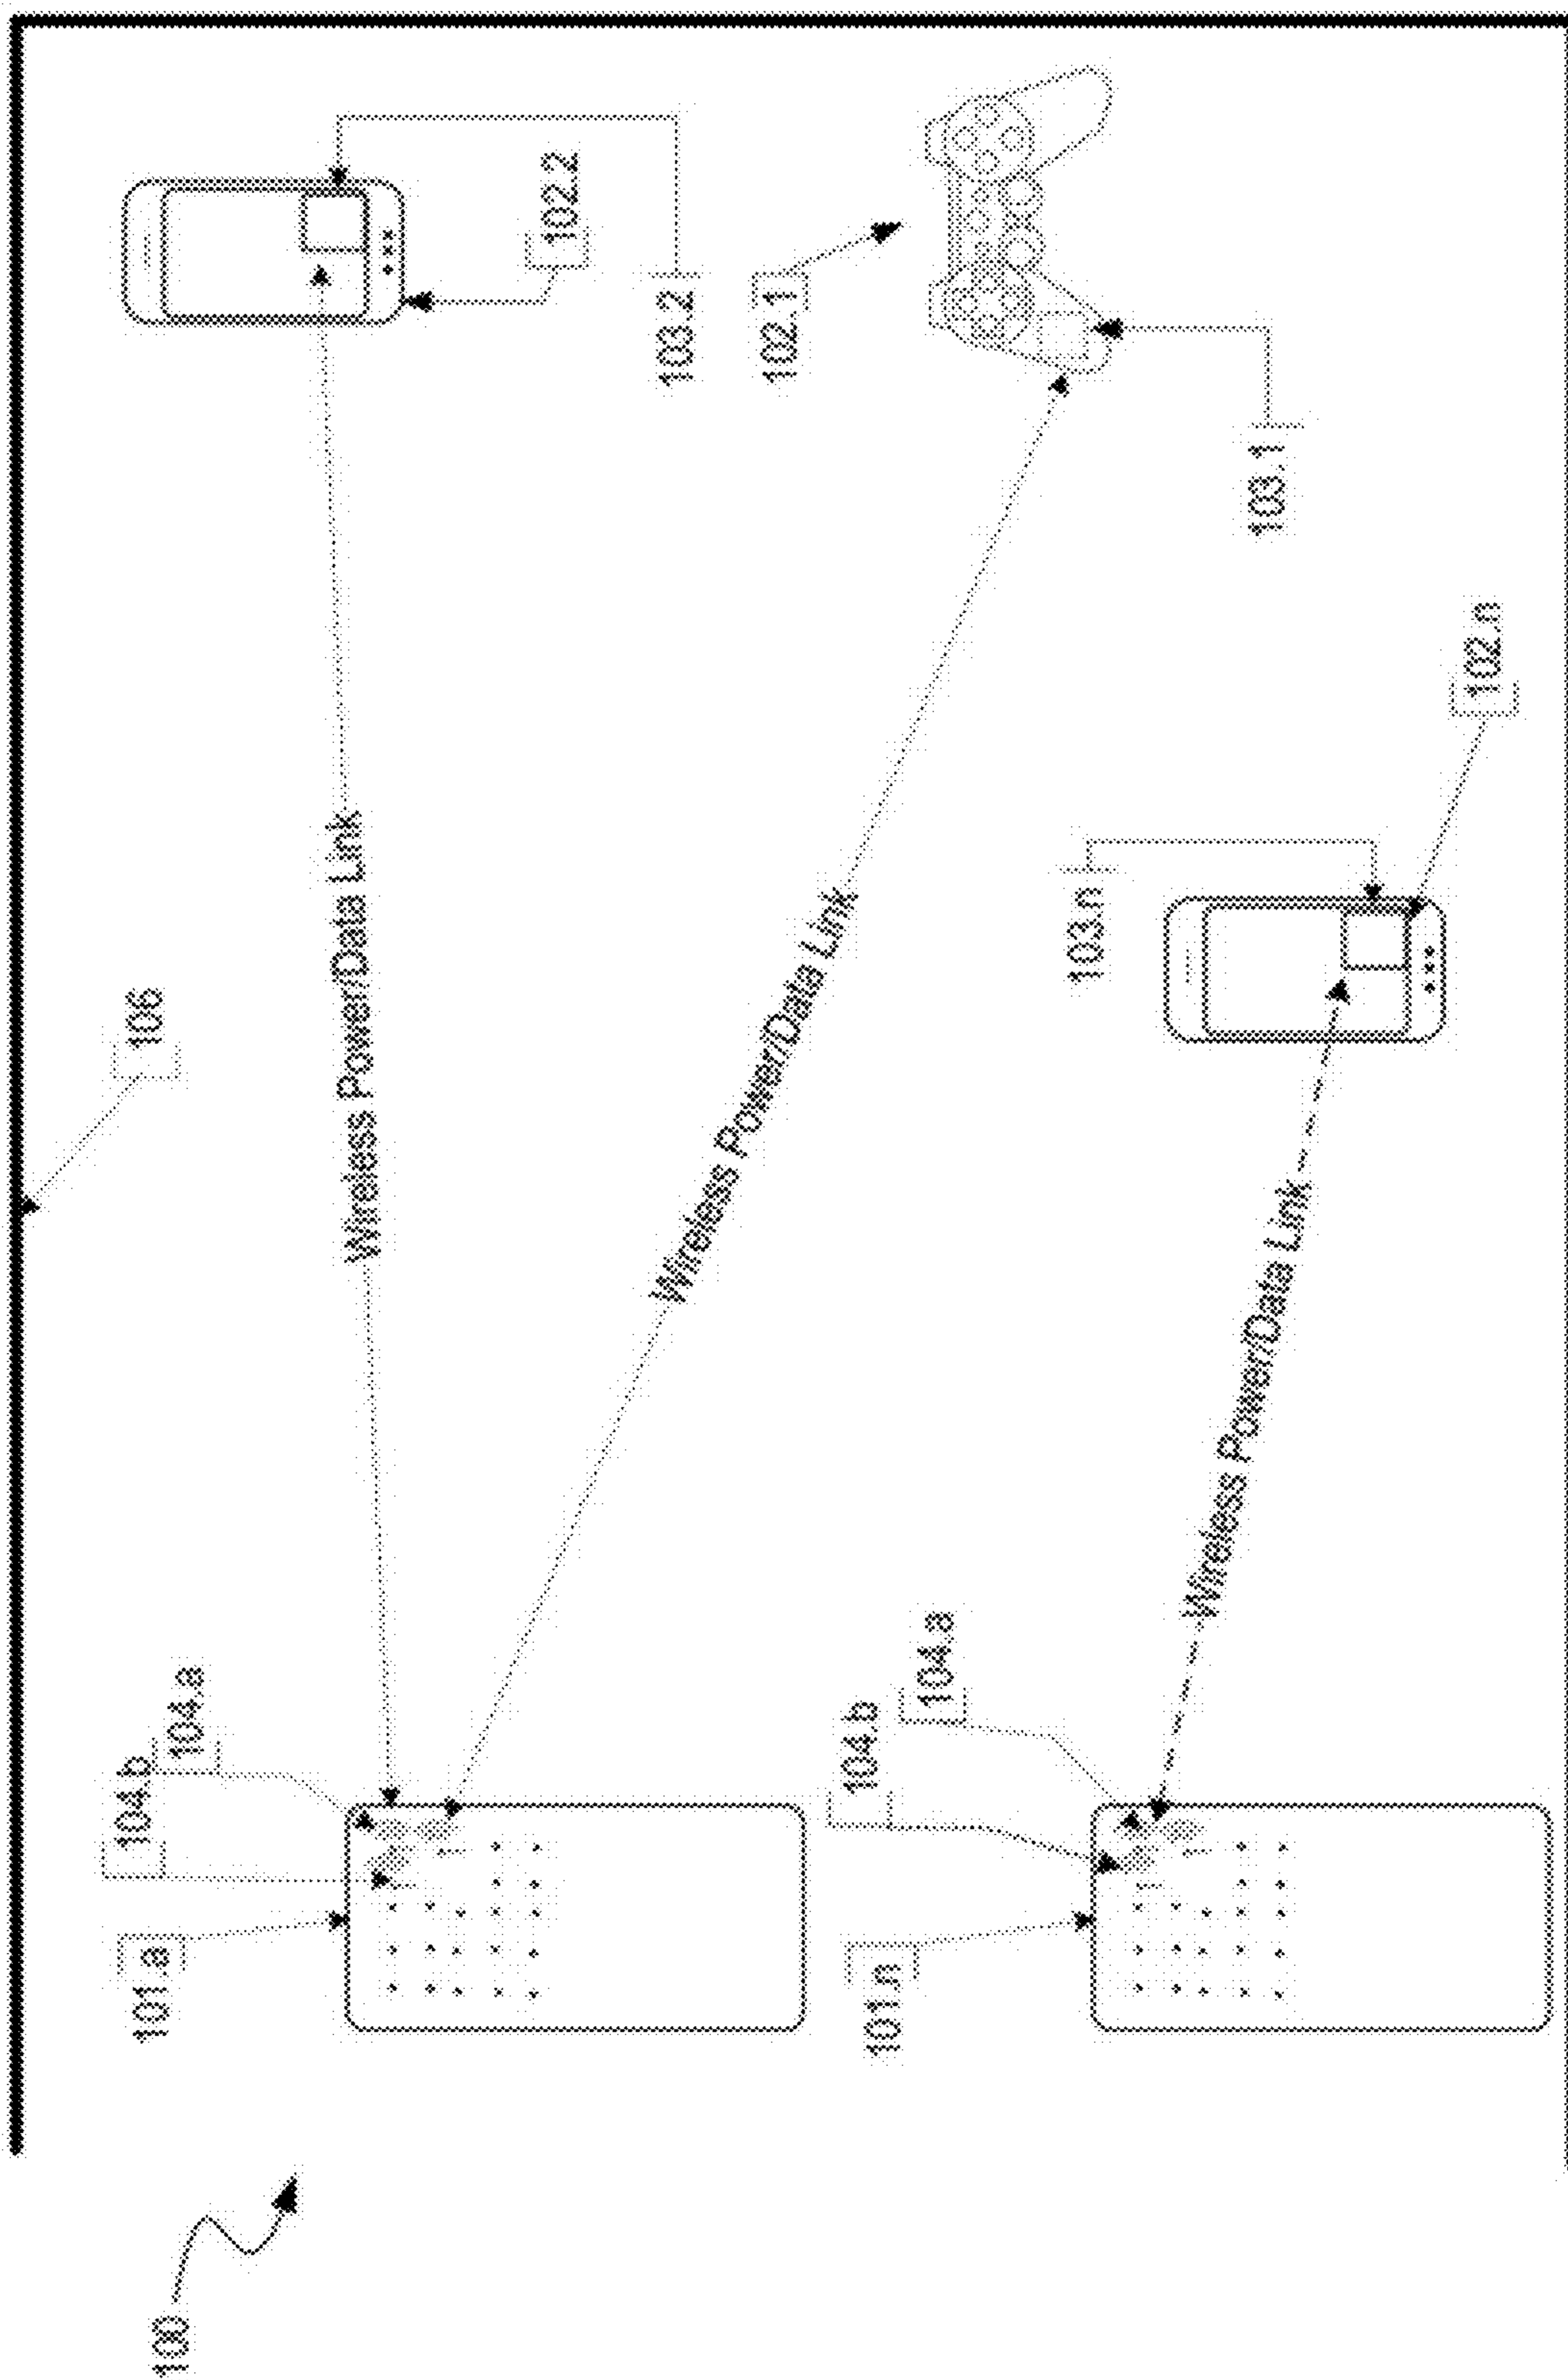 100
106
101.a
104.b
104.a
Wireless Power/Data Link
102.2
103.2
Wireless Power/Data Link
102.1
103.1
101.n
104.b
104.a
Wireless Power/Data Link
103.n
102.n